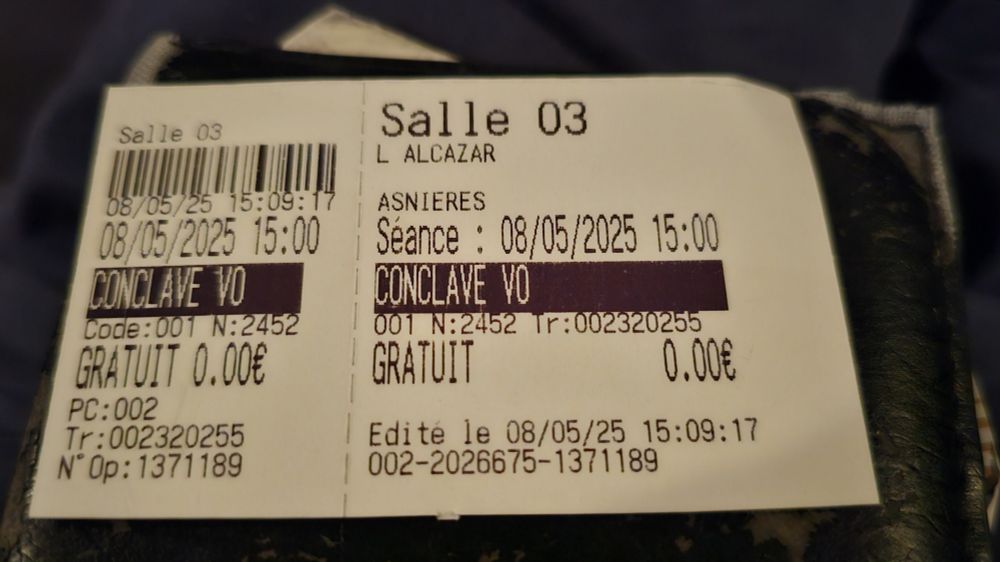 Salle 03
08/05/25 15:09:17
08/05/2025 15:00
CONCLAVE VO
Code:001 N:2452
GRATUIT 0.00€
PC:002
Tr:002320255
N°Op:1371189
Salle 03
L ALCAZAR
ASNIERES
Séance : 08/05/2025 15:00
CONCLAVE VO
001 N:2452 Tr:002320255
GRATUIT 0.00€
Edité le 08/05/25 15:09:17
002-2026675-1371189